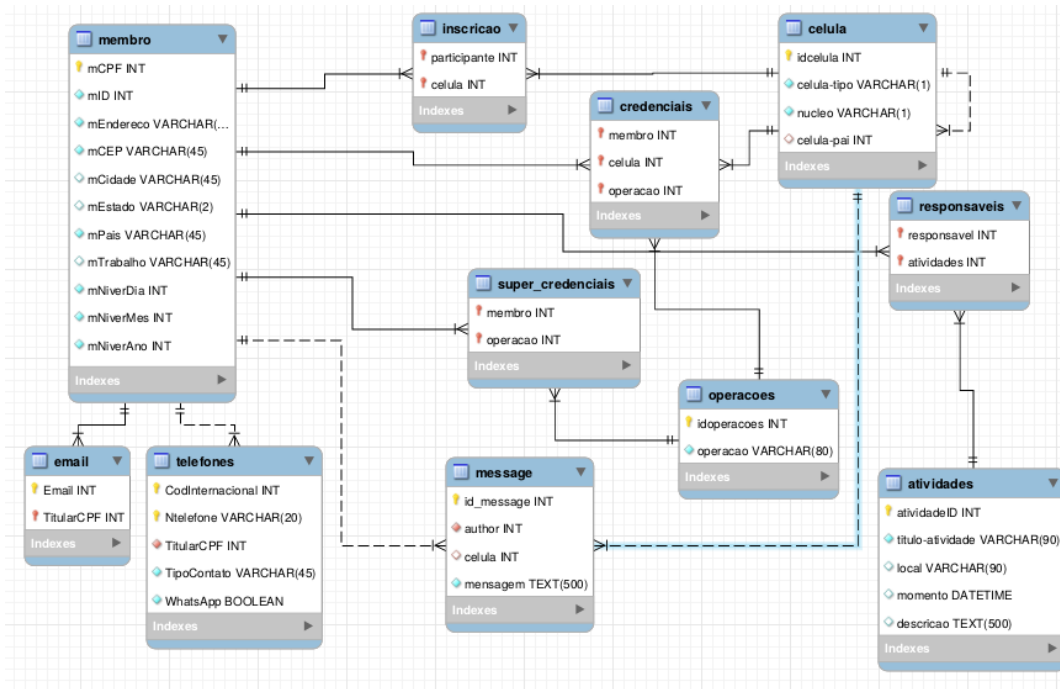 membro
mCPF INT
mID INT
mEndereco VARCHAR(...
mCEP VARCHAR(45)
mCidade VARCHAR(45)
mEstado VARCHAR(2)
mPais VARCHAR(45)
mTrabalho VARCHAR(45)
mNiverDia INT
mNiverMes INT
mNiverAno INT
Indexes
inscricao
participante INT
celula INT
Indexes
celula
idcelula INT
celula-tipo VARCHAR(1)
nucleo VARCHAR(1)
celula-pai INT
Indexes
credenciais
membro INT
celula INT
operacao INT
Indexes
responsaveis
responsavel INT
atividades INT
Indexes
super_credenciais
membro INT
operacao INT
Indexes
operacoes
idoperacoes INT
operacao VARCHAR(80)
Indexes
email
Email INT
TitularCPF INT
Indexes
telefones
CodInternacional INT
Ntelefone VARCHAR(20)
TitularCPF INT
TipoContato VARCHAR(45)
WhatsApp BOOLEAN
Indexes
message
id_message INT
author INT
celula INT
mensagem TEXT(500)
Indexes
atividades
atividadeID INT
titulo-atividade VARCHAR(90)
local VARCHAR(90)
momento DATETIME
descricao TEXT(500)
Indexes